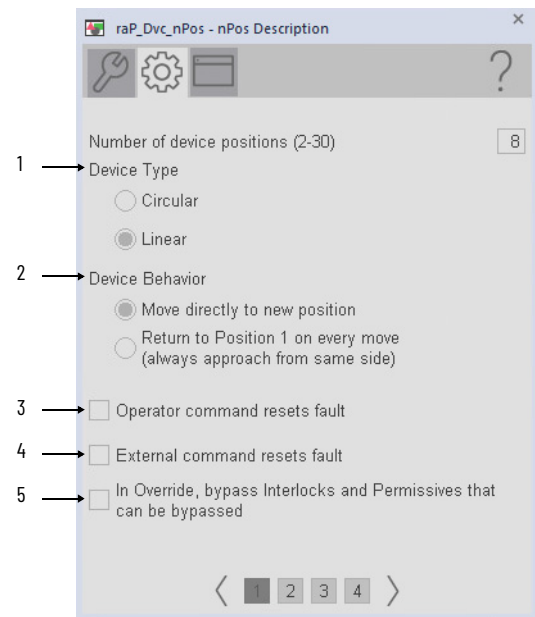 raP_Dvc_nPos - nPos Description
Number of device positions (2-30) 8
1 Device Type
Circular
Linear
2 Device Behavior
Move directly to new position
Return to Position 1 on every move
(always approach from same side)
3 Operator command resets fault
4 External command resets fault
5 In Override, bypass Interlocks and Permissives that
can be bypassed
1 2 3 4